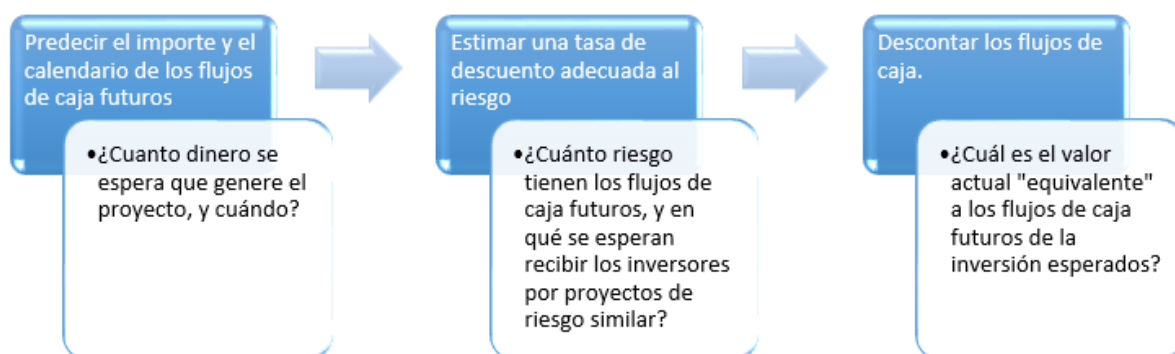 Predecir el importe y el
calendario de los flujos
de caja futuros
•¿Cuanto dinero se
espera que genere el
proyecto, y cuándo?
Estimar una tasa de
descuento adecuada al
riesgo
•¿Cuánto riesgo
tienen los flujos de
caja futuros, y en
qué se esperan
recibir los inversores
por proyectos de
riesgo similar?
Descontar los flujos de
caja.
•¿Cuál es el valor
actual "equivalente"
a los flujos de caja
futuros de la
inversión esperados?